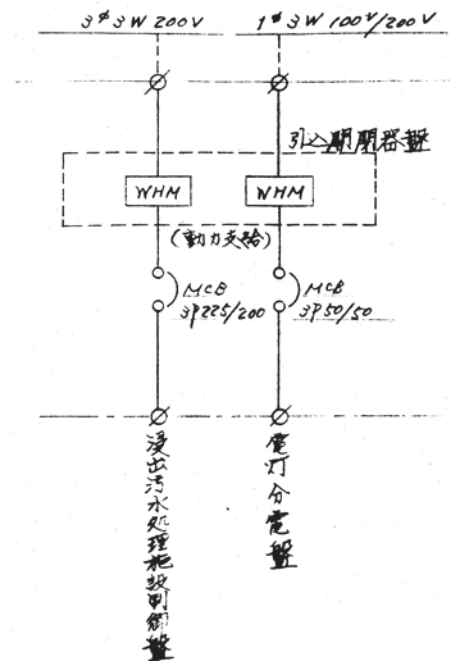 3φ3W 200V
1φ3W 100V/200V
引込開閉器盤
WHM
WHM
(動力支給)
MCB
3P225/200
MCB
3P50/50
浸出汚水処理施設制御盤
電灯分電盤